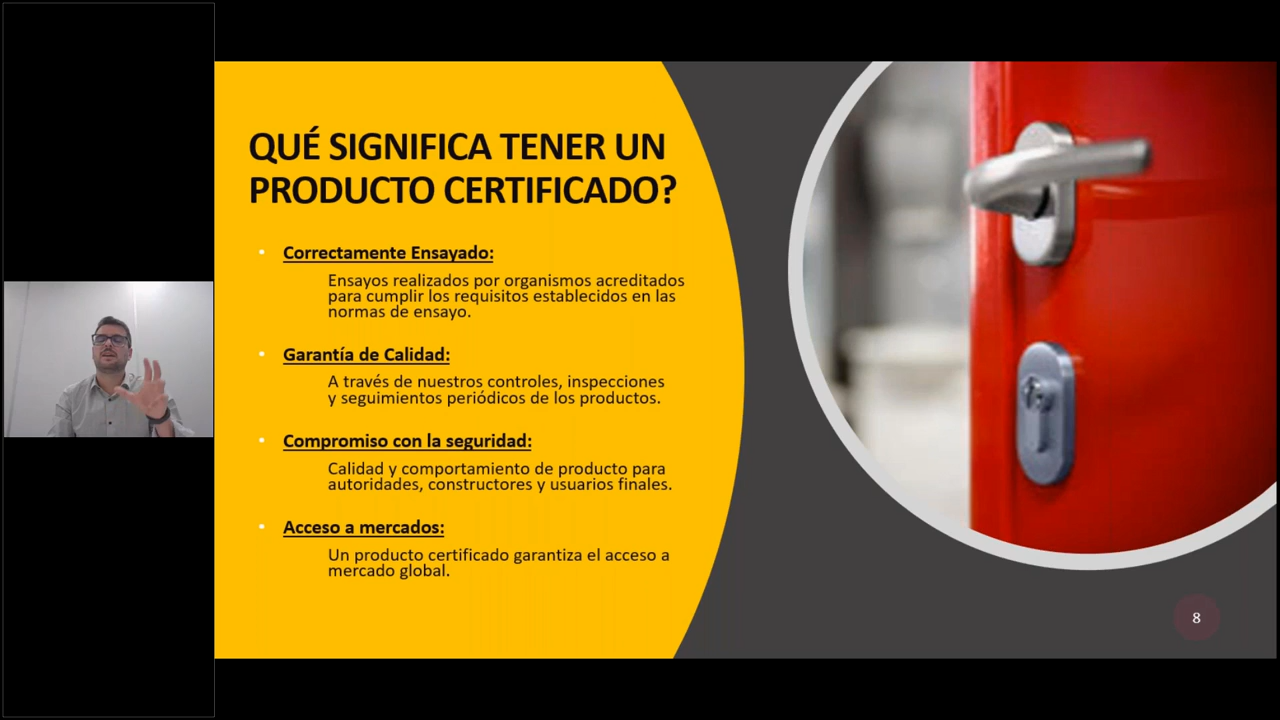 QUÉ SIGNIFICA TENER UN
PRODUCTO CERTIFICADO?
• Correctamente Ensayado:
Ensayos realizados por organismos acreditados
para cumplir los requisitos establecidos en las
normas de ensayo.
• Garantía de Calidad:
A través de nuestros controles, inspecciones
y seguimientos periódicos de los productos.
• Compromiso con la seguridad:
Calidad y comportamiento de producto para
autoridades, constructores y usuarios finales.
• Acceso a mercados:
Un producto certificado garantiza el acceso a
mercado global.
8